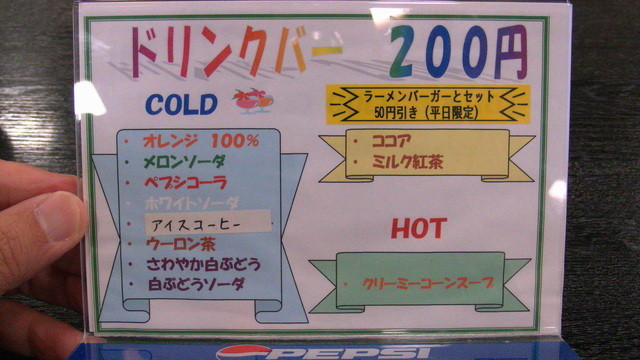 ドリンクバー 200円
COLD
・ オレンジ 100%
・ メロンソーダ
・ ペプシコーラ
・ ホワイトソーダ
アイスコーヒー
・ ウーロン茶
・ さわやか白ぶどう
・ 白ぶどうソーダ
ラーメンバーガーとセット
50円引き（平日限定）
・ ココア
・ ミルク紅茶
HOT
・ クリーミーコーンスープ
PEPSI